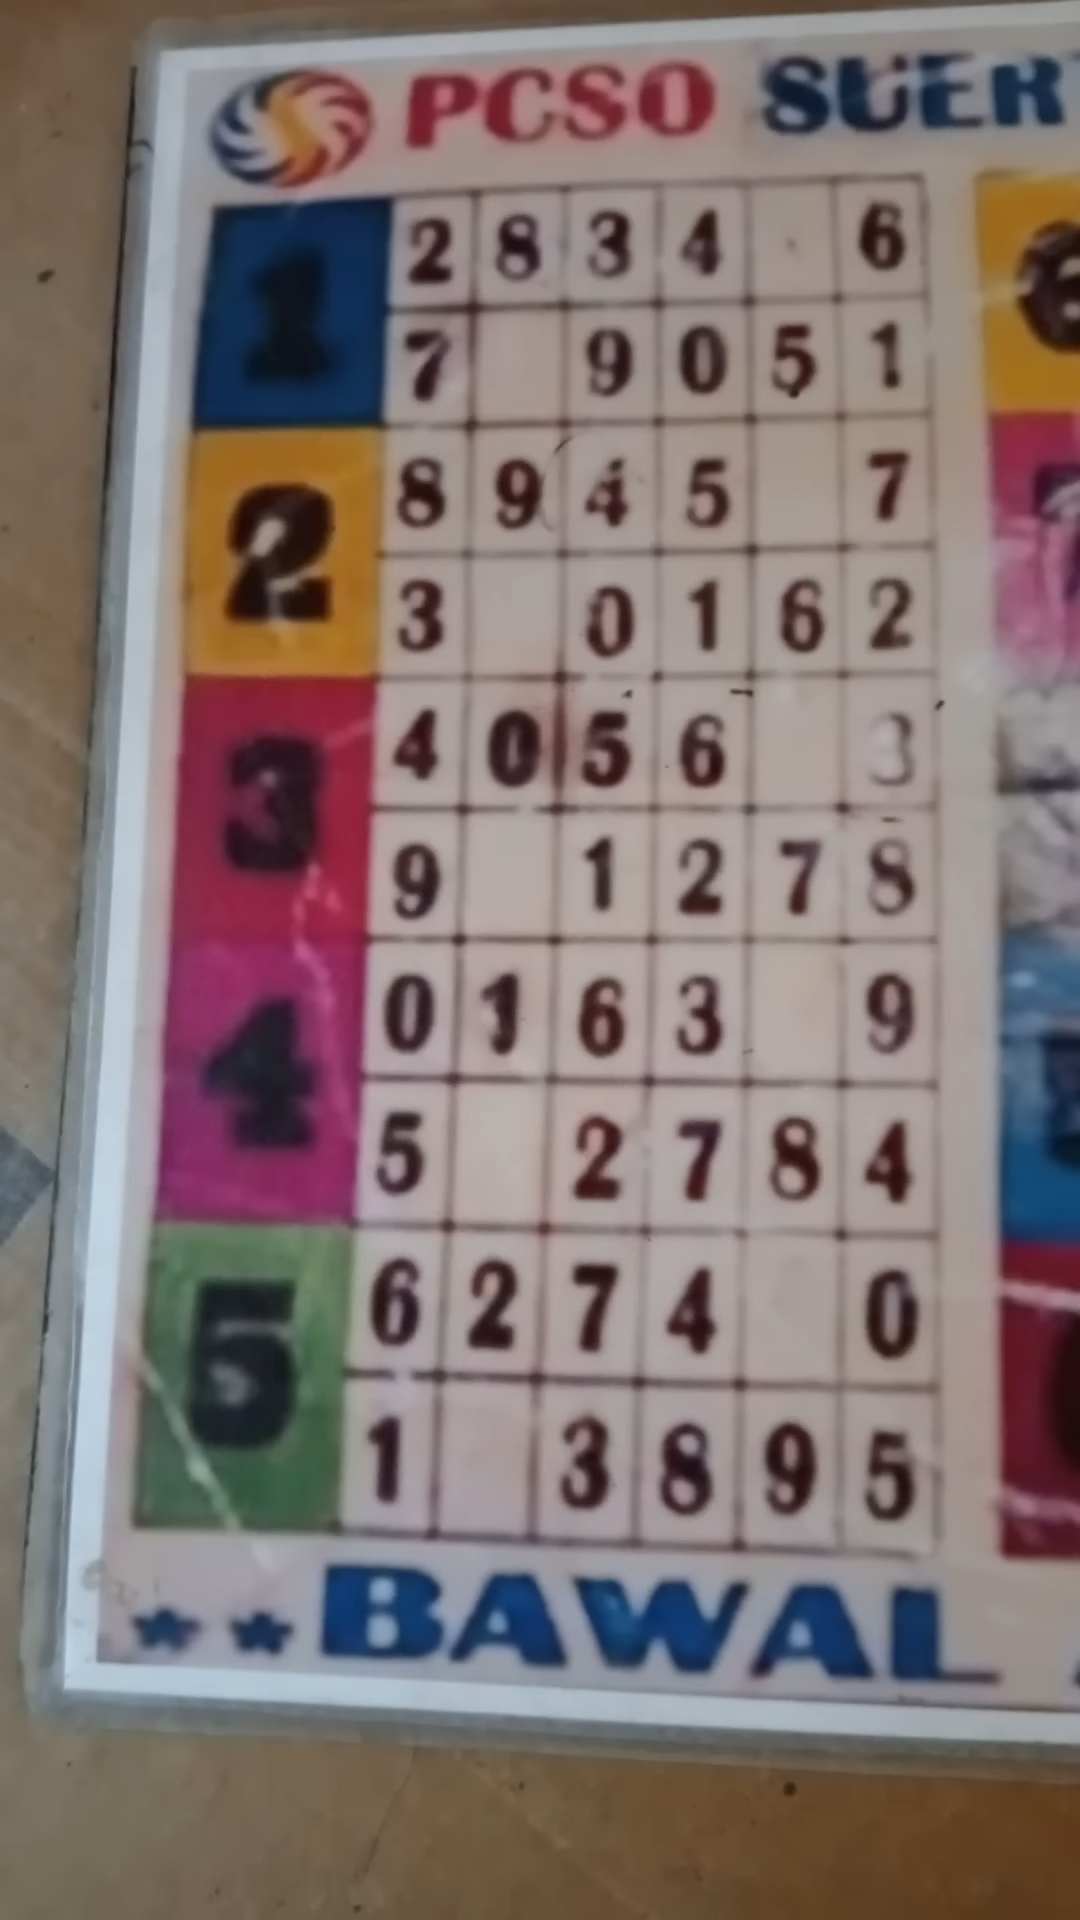 PCSO SUER
1 2 8 3 4 6
7 9 0 5 1
2 8 9 4 5 7
3 0 1 6 2
3 4 0 5 6 3
9 1 2 7 8
4 0 1 6 3 9
5 2 7 8 4
5 6 2 7 4 0
1 3 8 9 5
BAWAL